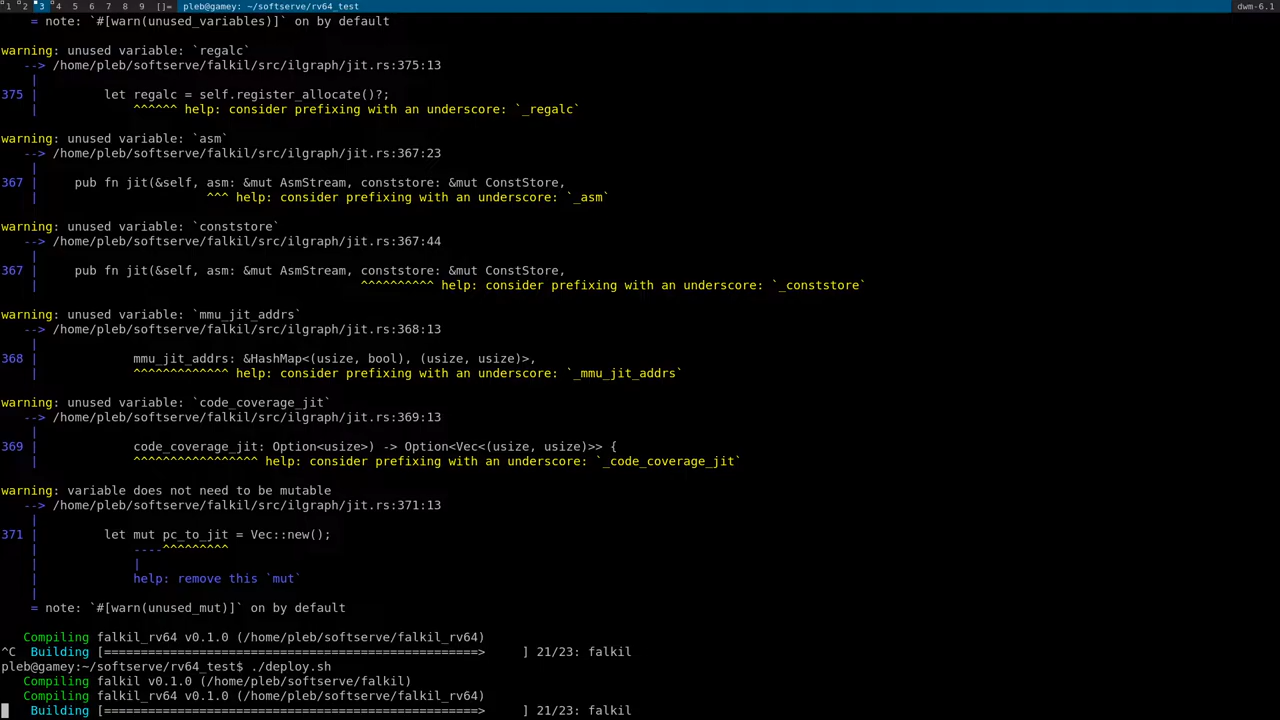 1 2 3 4 5 6 7 8 9 []= pleb@gamey: ~/softserve/rv64_test dwm-6.1
= note: `#[warn(unused_variables)]` on by default
warning: unused variable: `regalc`
--> /home/pleb/softserve/falkil/src/ilgraph/jit.rs:375:13
|
375 | let regalc = self.register_allocate()?;
| ^^^^^^ help: consider prefixing with an underscore: `_regalc`
warning: unused variable: `asm`
--> /home/pleb/softserve/falkil/src/ilgraph/jit.rs:367:23
|
367 | pub fn jit(&self, asm: &mut AsmStream, conststore: &mut ConstStore,
| ^^^ help: consider prefixing with an underscore: `_asm`
warning: unused variable: `conststore`
--> /home/pleb/softserve/falkil/src/ilgraph/jit.rs:367:44
|
367 | pub fn jit(&self, asm: &mut AsmStream, conststore: &mut ConstStore,
| ^^^^^^^^^^ help: consider prefixing with an underscore: `_conststore`
warning: unused variable: `mmu_jit_addrs`
--> /home/pleb/softserve/falkil/src/ilgraph/jit.rs:368:13
|
368 | mmu_jit_addrs: &HashMap<(usize, bool), (usize, usize)>,
| ^^^^^^^^^^^^^ help: consider prefixing with an underscore: `_mmu_jit_addrs`
warning: unused variable: `code_coverage_jit`
--> /home/pleb/softserve/falkil/src/ilgraph/jit.rs:369:13
|
369 | code_coverage_jit: Option<usize>) -> Option<Vec<(usize, usize)>> {
| ^^^^^^^^^^^^^^^^^ help: consider prefixing with an underscore: `_code_coverage_jit`
warning: variable does not need to be mutable
--> /home/pleb/softserve/falkil/src/ilgraph/jit.rs:371:13
|
371 | let mut pc_to_jit = Vec::new();
| ----^^^^^^^^^
| |
| help: remove this `mut`
|
= note: `#[warn(unused_mut)]` on by default
Compiling falkil_rv64 v0.1.0 (/home/pleb/softserve/falkil_rv64)
^C Building [===================================================> ] 21/23: falkil
pleb@gamey:~/softserve/rv64_test$ ./deploy.sh
Compiling falkil v0.1.0 (/home/pleb/softserve/falkil)
Compiling falkil_rv64 v0.1.0 (/home/pleb/softserve/falkil_rv64)
Building [===================================================> ] 21/23: falkil